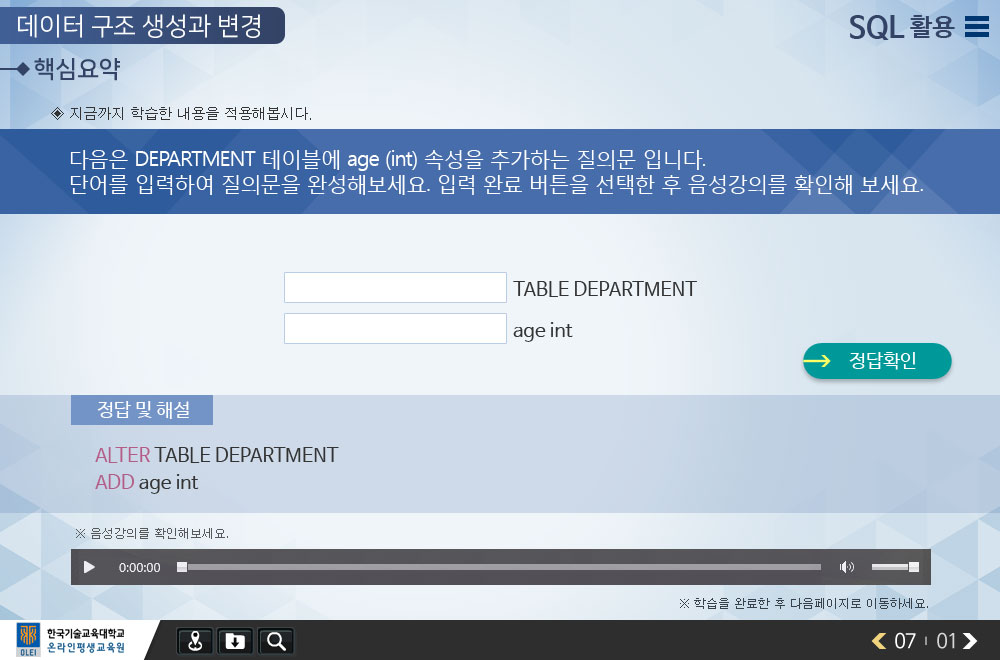 데이터 구조 생성과 변경
SQL 활용
핵심요약
◈ 지금까지 학습한 내용을 적용해봅시다.
다음은 DEPARTMENT 테이블에 age (int) 속성을 추가하는 질의문 입니다.
단어를 입력하여 질의문을 완성해보세요. 입력 완료 버튼을 선택한 후 음성강의를 확인해 보세요.
TABLE DEPARTMENT
age int
정답확인
정답 및 해설
ALTER TABLE DEPARTMENT
ADD age int
※ 음성강의를 확인해보세요.
0:00:00
※ 학습을 완료한 후 다음페이지로 이동하세요.
한국기술교육대학교
온라인평생교육원
OLEI
07 01